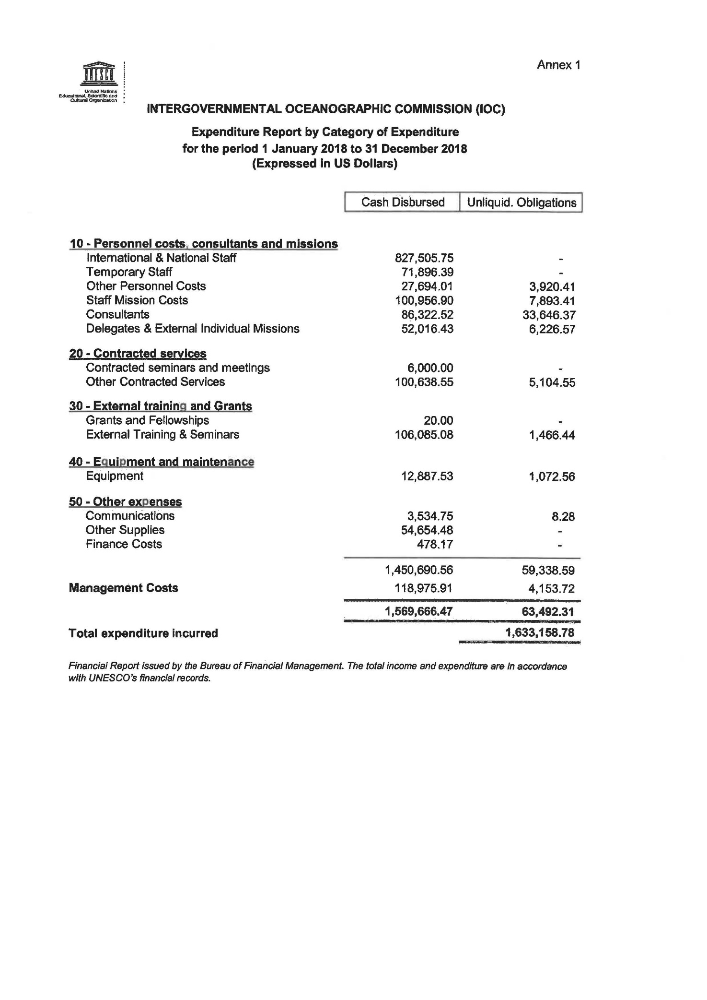 Annex 1
UNESCO
United Nations
Educational, Scientific and
Cultural Organization
INTERGOVERNMENTAL OCEANOGRAPHIC COMMISSION (IOC)
Expenditure Report by Category of Expenditure
for the period 1 January 2018 to 31 December 2018
(Expressed in US Dollars)
Cash Disbursed Unliquid. Obligations
10 - Personnel costs, consultants and missions
International & National Staff 827,505.75 -
Temporary Staff 71,896.39 -
Other Personnel Costs 27,694.01 3,920.41
Staff Mission Costs 100,956.90 7,893.41
Consultants 86,322.52 33,646.37
Delegates & External Individual Missions 52,016.43 6,226.57
20 - Contracted services
Contracted seminars and meetings 6,000.00 -
Other Contracted Services 100,638.55 5,104.55
30 - External training and Grants
Grants and Fellowships 20.00 -
External Training & Seminars 106,085.08 1,466.44
40 - Equipment and maintenance
Equipment 12,887.53 1,072.56
50 - Other expenses
Communications 3,534.75 8.28
Other Supplies 54,654.48 -
Finance Costs 478.17 -
1,450,690.56 59,338.59
Management Costs 118,975.91 4,153.72
1,569,666.47 63,492.31
Total expenditure incurred 1,633,158.78
Financial Report issued by the Bureau of Financial Management. The total income and expenditure are in accordance
with UNESCO's financial records.